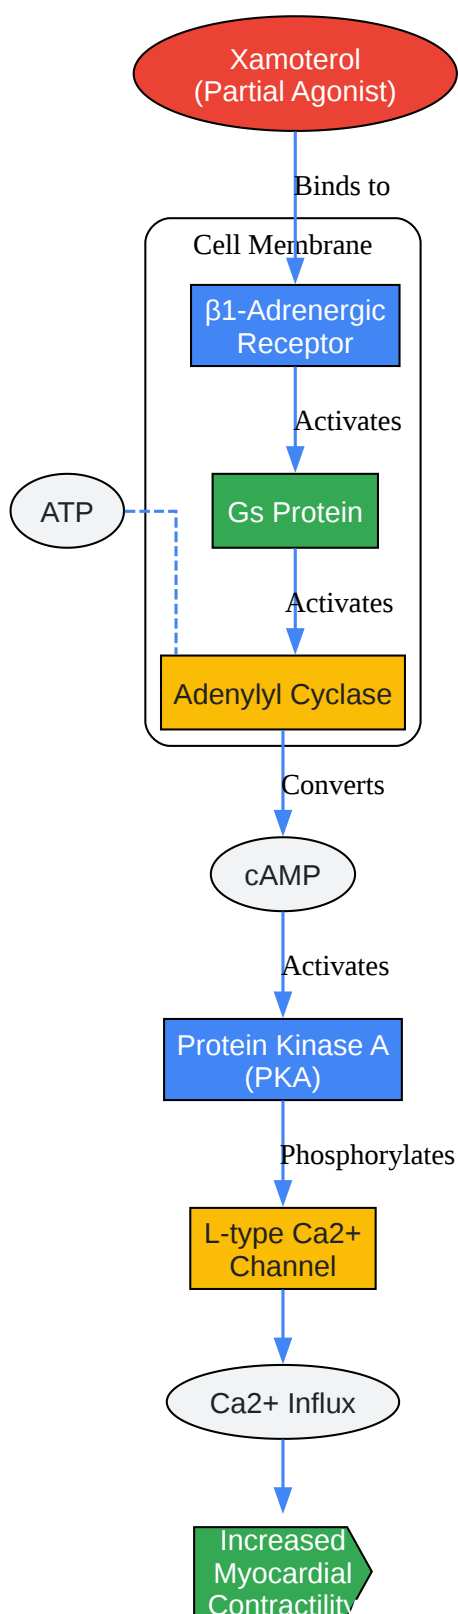 Xamoterol
(Partial Agonist)
Binds to
Cell Membrane
β1-Adrenergic
Receptor
Activates
ATP
Gs Protein
Activates
Adenylyl Cyclase
Converts
cAMP
Activates
Protein Kinase A
(PKA)
Phosphorylates
L-type Ca2+
Channel
Ca2+ Influx
Increased
Myocardial
Contractility